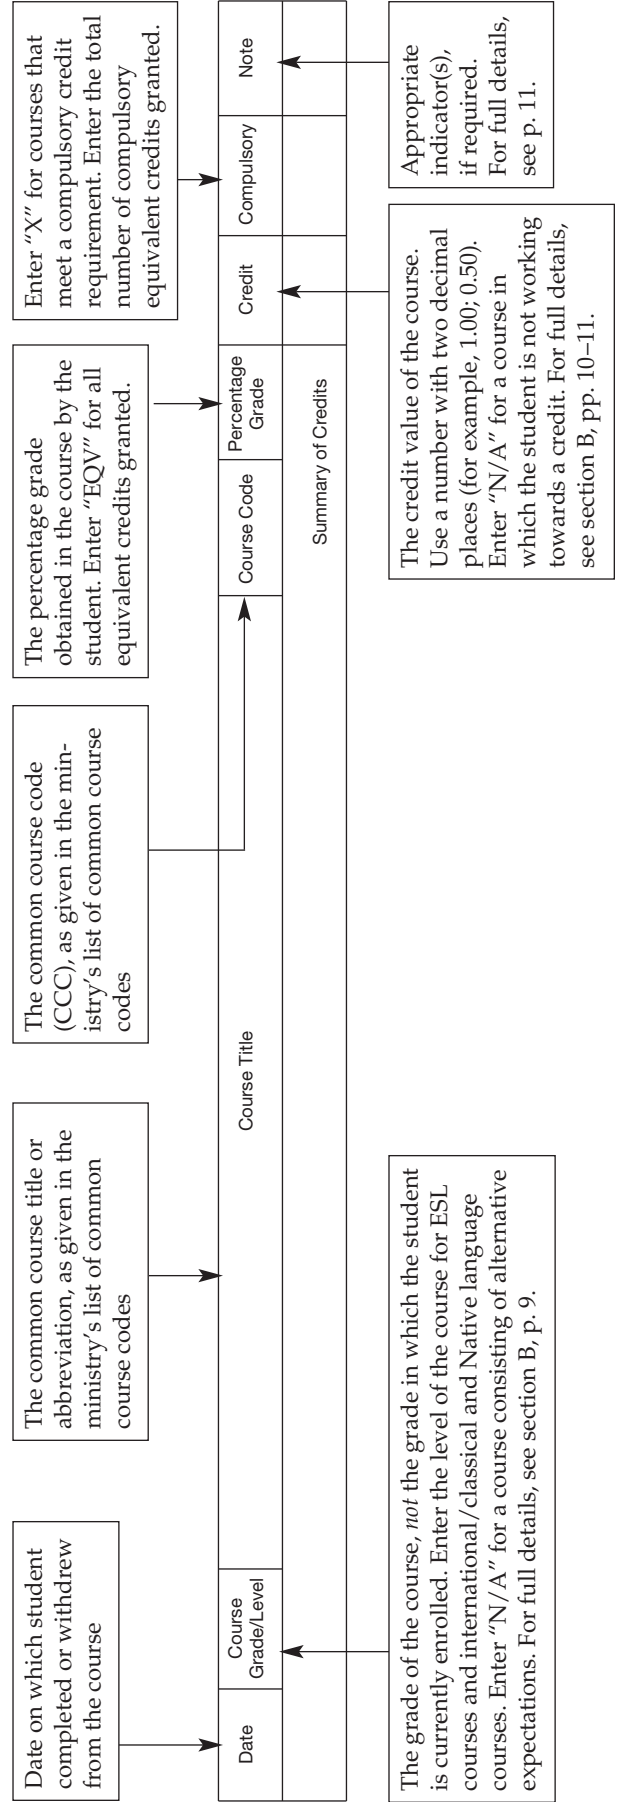 Date on which student
completed or withdrew
from the course
The common course title or
abbreviation, as given in the
ministry's list of common
course codes
The common course code
(CCC), as given in the min-
istry's list of common course
codes
The percentage grade
obtained in the course by the
student. Enter “EQV” for all
equivalent credits granted.
Enter “X” for courses that
meet a compulsory credit
requirement. Enter the total
number of compulsory
equivalent credits granted.
Date
Course
Grade/Level
Course Title
Course Code
Percentage
Grade
Credit
Compulsory
Note
Summary of Credits
The grade of the course, not the grade in which the student
is currently enrolled. Enter the level of the course for ESL
courses and international/classical and Native language
courses. Enter “N/A” for a course consisting of alternative
expectations. For full details, see section B, p. 9.
The credit value of the course.
Use a number with two decimal
places (for example, 1.00; 0.50).
Enter “N/A” for a course in
which the student is not working
towards a credit. For full details,
see section B, pp. 10–11.
Appropriate
indicator(s),
if required.
For full details,
see p. 11.